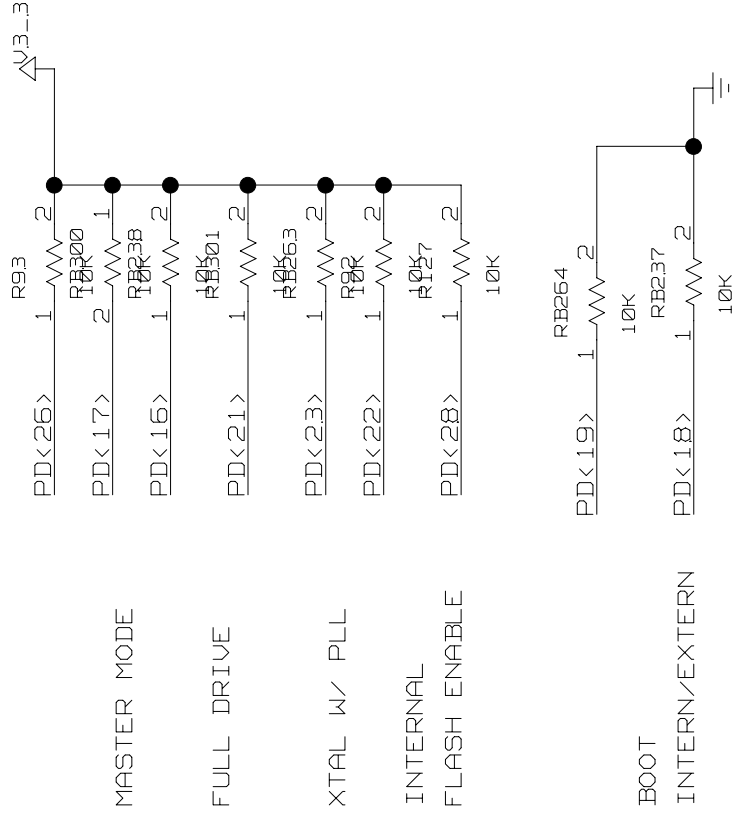 V3_3
R93
10K
1
2
PD<26>
RB300
10K
2
1
PD<17>
RB238
10K
1
2
PD<16>
RB301
10K
1
2
PD<21>
RB263
10K
1
2
PD<23>
R92
10K
1
2
PD<22>
R127
10K
1
2
PD<28>
RB264
10K
1
2
PD<19>
RB237
10K
1
2
PD<18>
MASTER MODE
FULL DRIVE
XTAL W/ PLL
INTERNAL
FLASH ENABLE
BOOT
INTERN/EXTERN